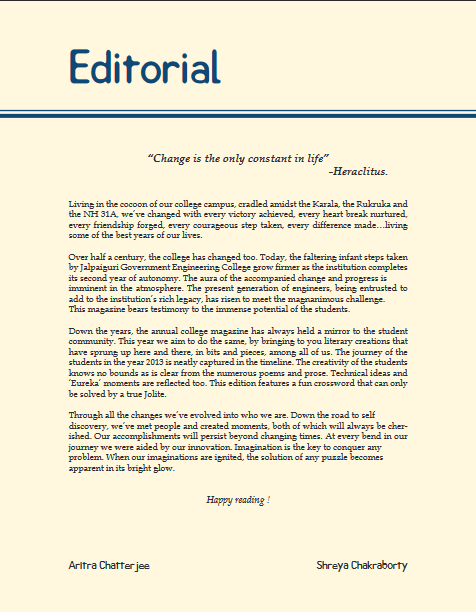 Editorial
“Change is the only constant in life”
-Heraclitus.
Living in the cocoon of our college campus, cradled amidst the Karala, the Rukruka and
the NH 31A, we’ve changed with every victory achieved, every heart break nurtured,
every friendship forged, every courageous step taken, every difference made...living
some of the best years of our lives.
Over half a century, the college has changed too. Today, the faltering infant steps taken
by Jalpaiguri Government Engineering College grow firmer as the institution completes
its second year of autonomy. The aura of the accompanied change and progress is
imminent in the atmosphere. The present generation of engineers, being entrusted to
add to the institution’s rich legacy, has risen to meet the magnanimous challenge.
This magazine bears testimony to the immense potential of the students.
Down the years, the annual college magazine has always held a mirror to the student
community. This year we aim to do the same, by bringing to you literary creations that
have sprung up here and there, in bits and pieces, among all of us. The journey of the
students in the year 2013 is neatly captured in the timeline. The creativity of the students
knows no bounds as is clear from the numerous poems and prose. Technical ideas and
‘Eureka’ moments are reflected too. This edition features a fun crossword that can only
be solved by a true Jolite.
Through all the changes we’ve evolved into who we are. Down the road to self
discovery, we’ve met people and created moments, both of which will always be cher-
ished. Our accomplishments will persist beyond changing times. At every bend in our
journey we were aided by our innovation. Imagination is the key to conquer any
problem. When our imaginations are ignited, the solution of any puzzle becomes
apparent in its bright glow.
Happy reading !
Aritra Chatterjee
Shreya Chakraborty